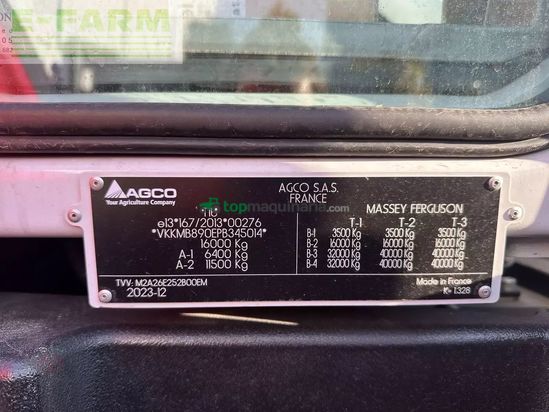 E-FARM
AGCO
Your Agriculture Company
AGCO S.A.S.
FRANCE
topmaquinaria.com
e13*167/2013*00276
*VKKMB890EPB345014*
16000 Kg
A-1 6400 Kg
A-2 11500 Kg
MASSEY FERGUSON
T-1 T-2 T-3
B-1 3500 Kg 3500 Kg 3500 Kg
B-2 16000 Kg 16000 Kg 16000 Kg
B-3 32000 Kg 40000 Kg 40000 Kg
B-4 32000 Kg 40000 Kg 40000 Kg
TVV: M2A26E252B00EM
2023-12
Made in France
K- 1328